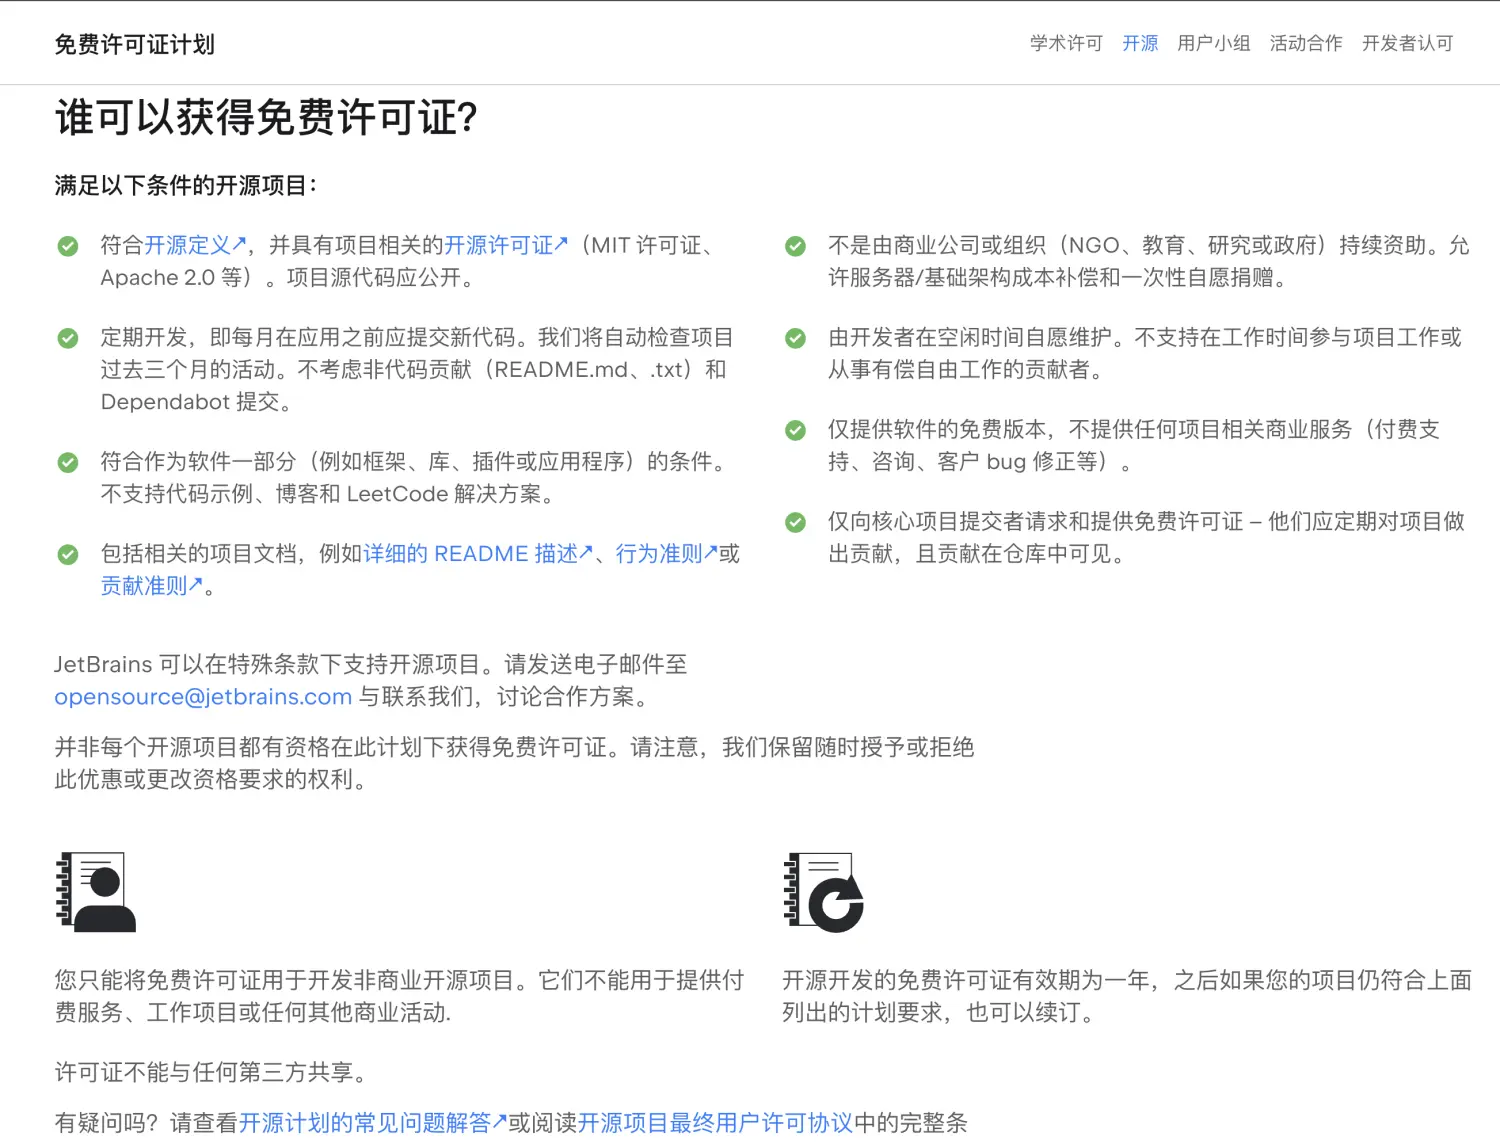 免费许可证计划
学术许可 开源 用户小组 活动合作 开发者认可
谁可以获得免费许可证?
满足以下条件的开源项目：
符合开源定义↗，并具有项目相关的开源许可证↗（MIT 许可证、
Apache 2.0 等）。项目源代码应公开。
定期开发，即每月在应用之前应提交新代码。我们将自动检查项目
过去三个月的活动。不考虑非代码贡献（README.md、.txt）和
Dependabot 提交。
符合作为软件一部分（例如框架、库、插件或应用程序）的条件。
不支持代码示例、博客和 LeetCode 解决方案。
包括相关的项目文档，例如详细的 README 描述↗、行为准则↗或
贡献准则↗。
不是由商业公司或组织（NGO、教育、研究或政府）持续资助。允
许服务器/基础架构成本补偿和一次性自愿捐赠。
由开发者在空闲时间自愿维护。不支持在工作时间参与项目工作或
从事有偿自由工作的贡献者。
仅提供软件的免费版本，不提供任何项目相关商业服务（付费支
持、咨询、客户 bug 修正等）。
仅向核心项目提交者请求和提供免费许可证 – 他们应定期对项目做
出贡献，且贡献在仓库中可见。
JetBrains 可以在特殊条款下支持开源项目。请发送电子邮件至
opensource@jetbrains.com 与联系我们，讨论合作方案。
并非每个开源项目都有资格在此计划下获得免费许可证。请注意，我们保留随时授予或拒绝
此优惠或更改资格要求的权利。
您只能将免费许可证用于开发非商业开源项目。它们不能用于提供付
费服务、工作项目或任何其他商业活动.
开源开发的免费许可证有效期为一年，之后如果您的项目仍符合上面
列出的计划要求，也可以续订。
许可证不能与任何第三方共享。
有疑问吗？请查看开源计划的常见问题解答↗或阅读开源项目最终用户许可协议中的完整条